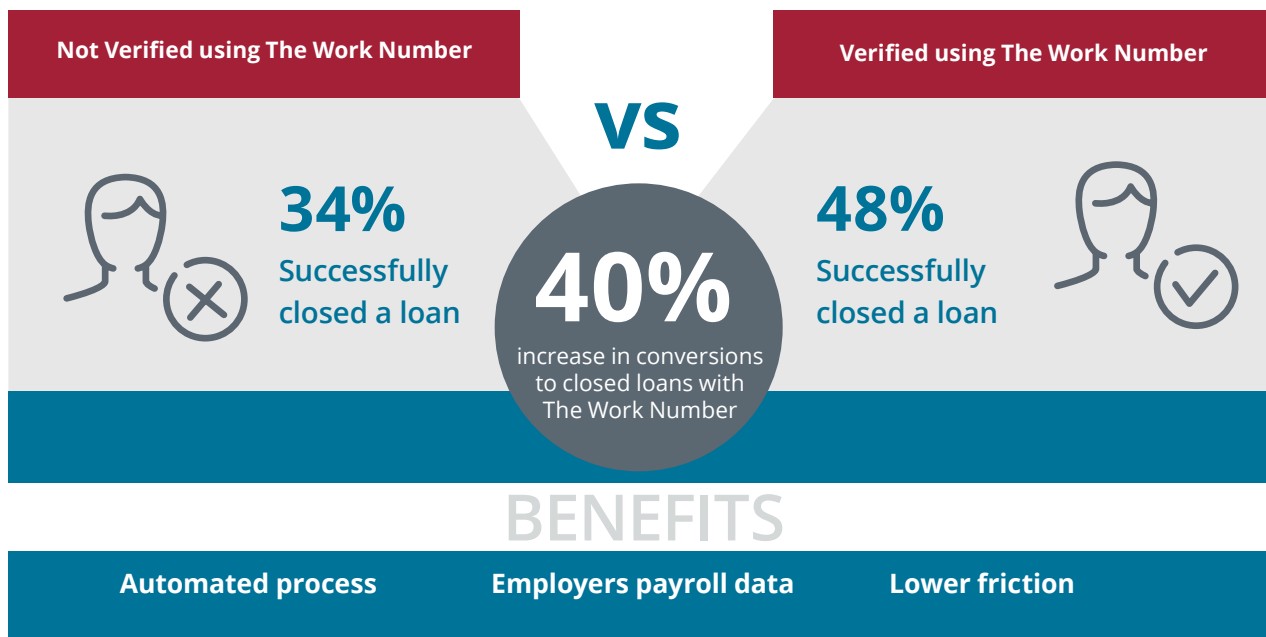 Not Verified using The Work Number
Verified using The Work Number
VS
34%
Successfully
closed a loan
40%
increase in conversions
to closed loans with
The Work Number
48%
Successfully
closed a loan
BENEFITS
Automated process
Employers payroll data
Lower friction